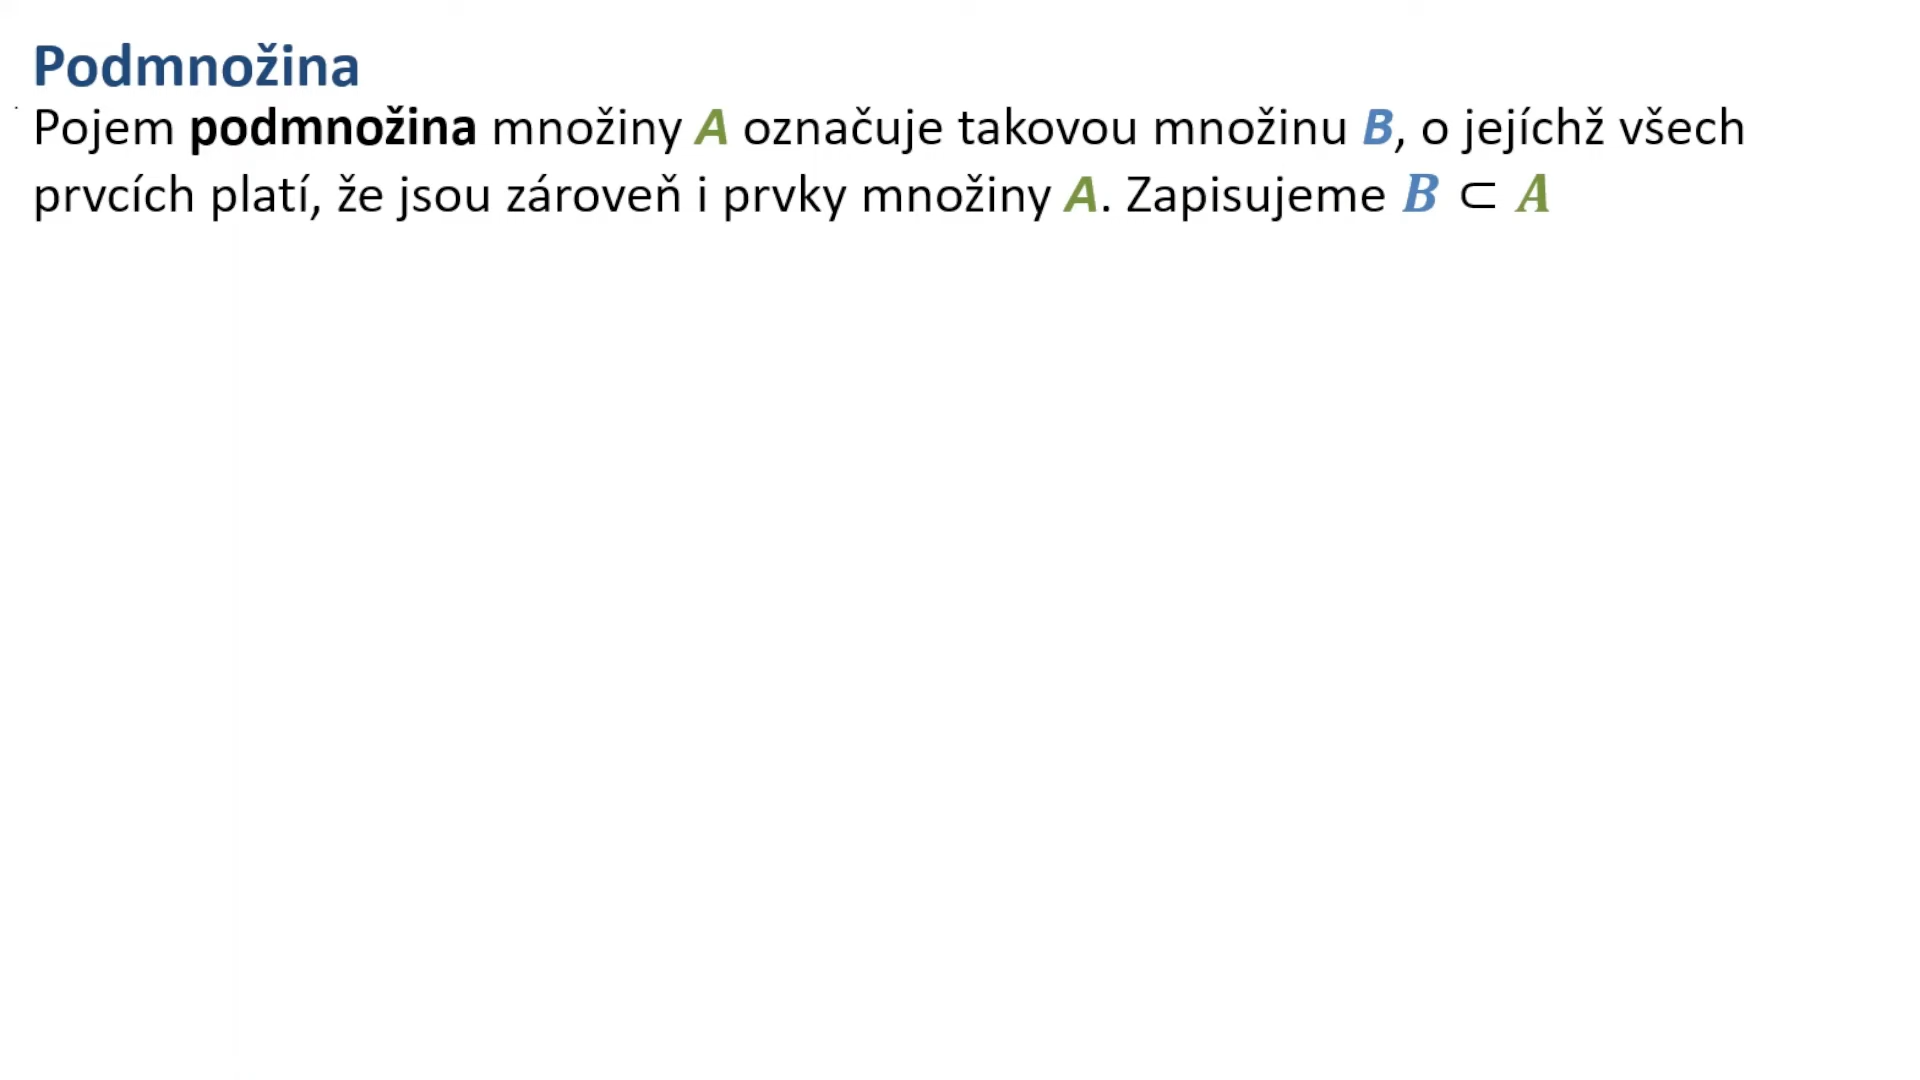 Podmnožina
Pojem podmnožina množiny A označuje takovou množinu B, o jejíchž všech
prvcích platí, že jsou zároveň i prvky množiny A. Zapisujeme B ⊂ A